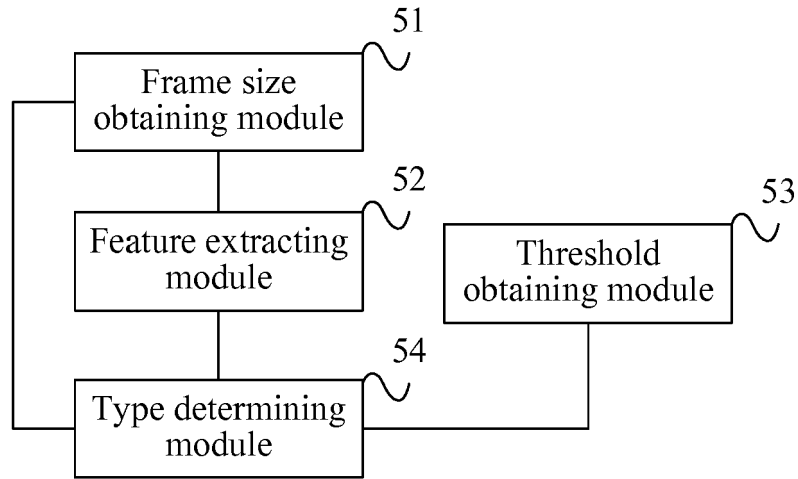 51
Frame size
obtaining module
52
Feature extracting
module
53
Threshold
obtaining module
54
Type determining
module